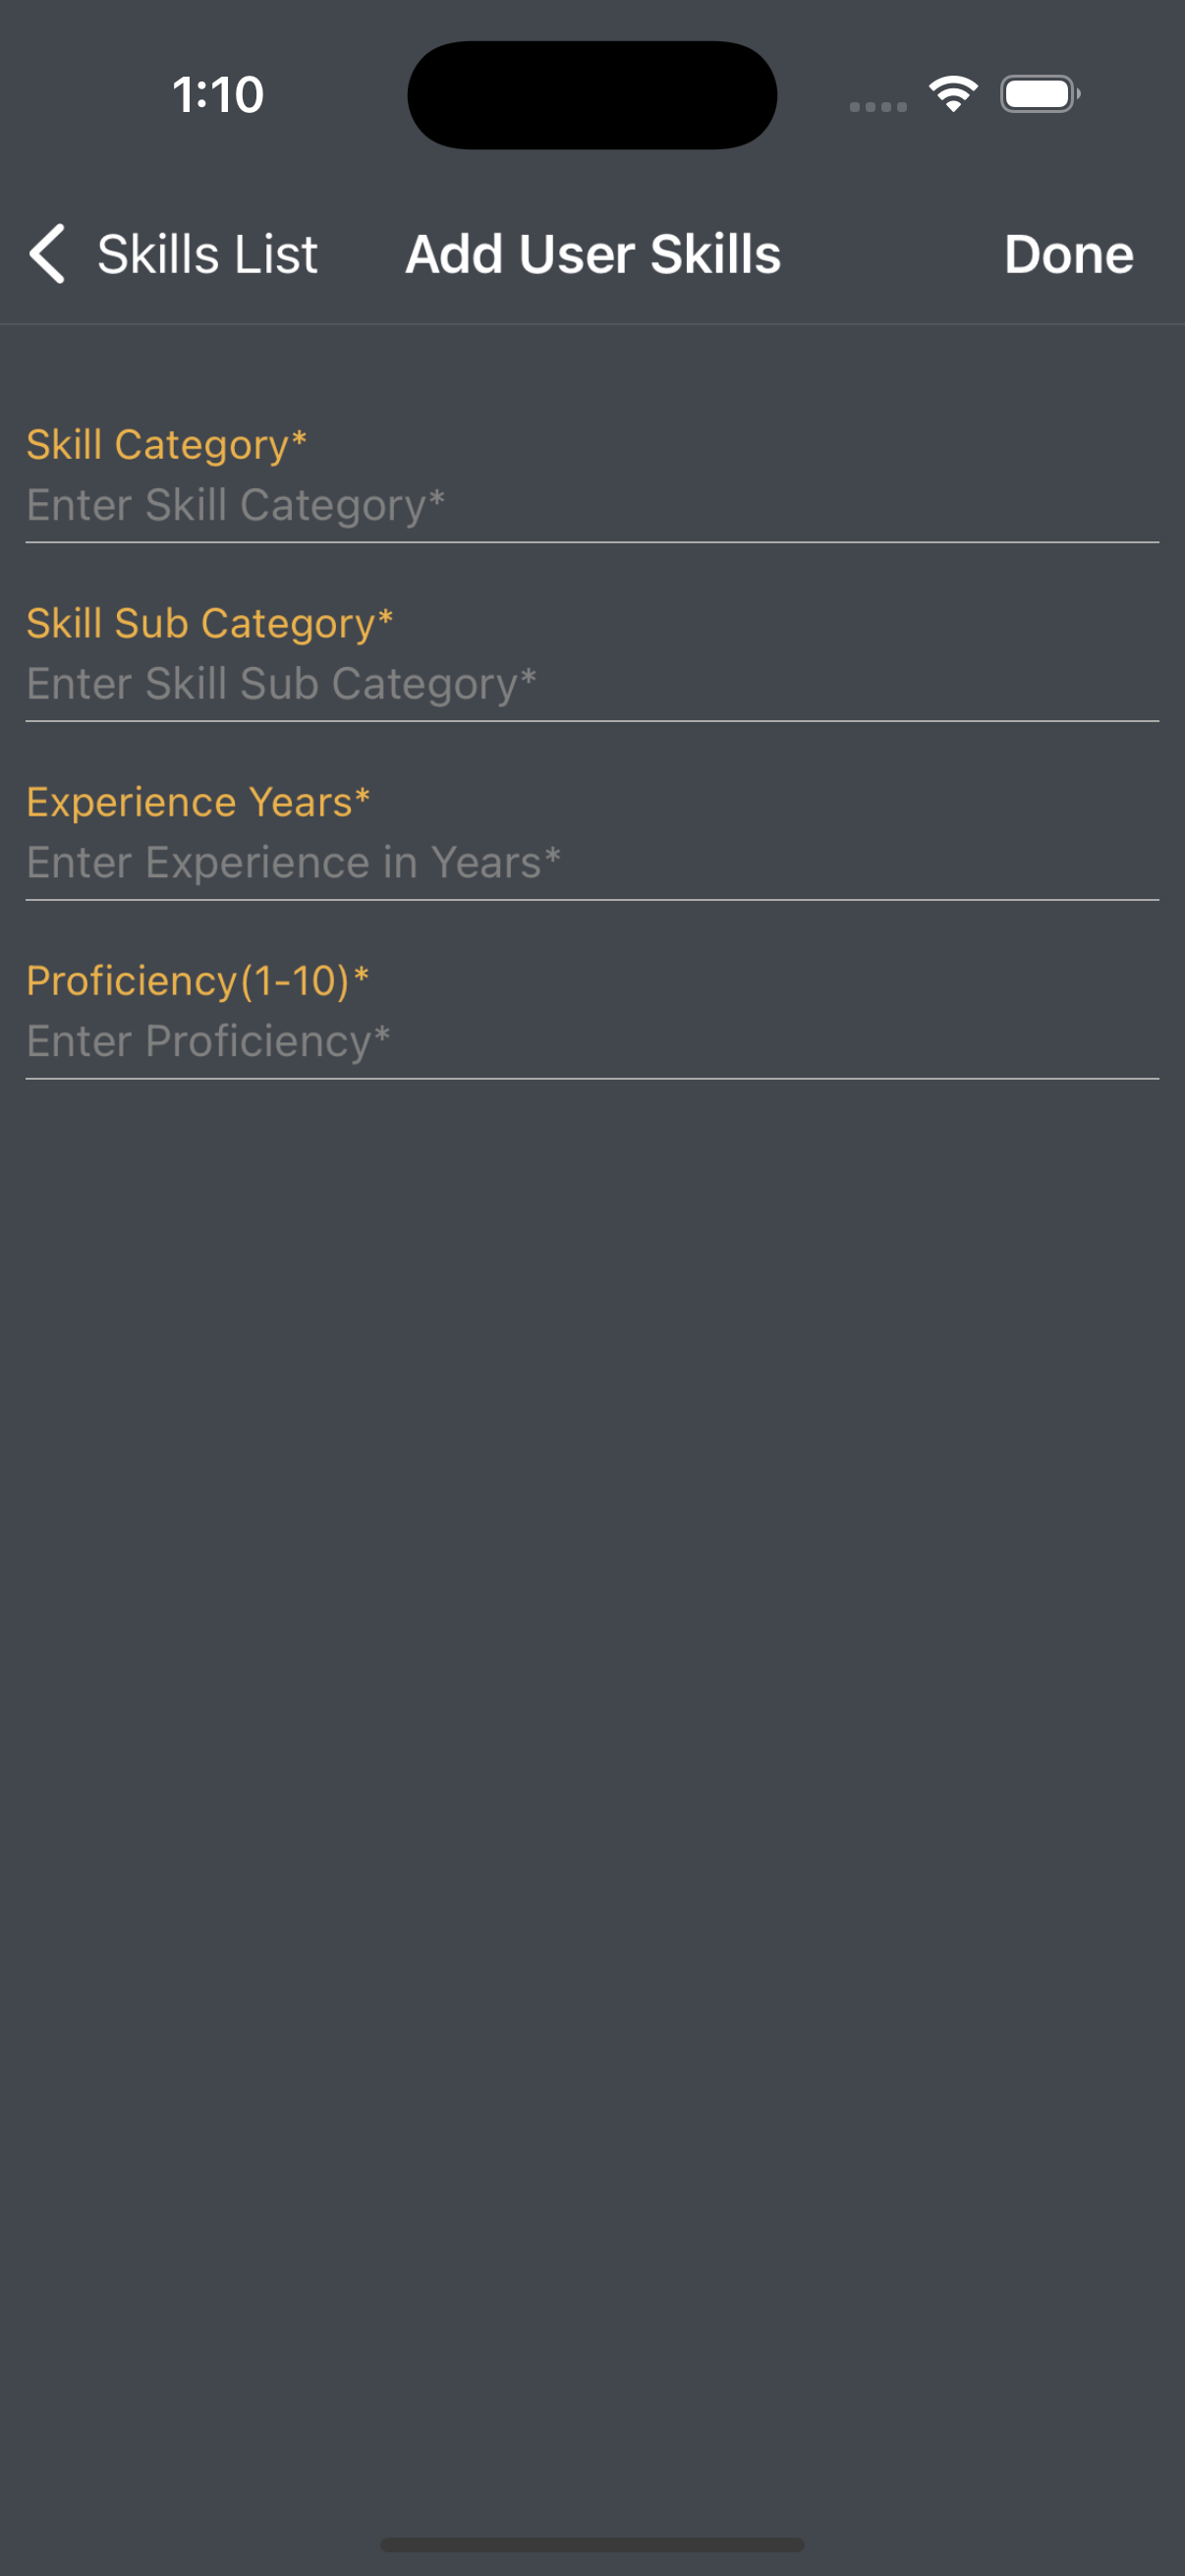 1:10
Skills List Add User Skills Done
Skill Category*
Enter Skill Category*
Skill Sub Category*
Enter Skill Sub Category*
Experience Years*
Enter Experience in Years*
Proficiency(1-10)*
Enter Proficiency*